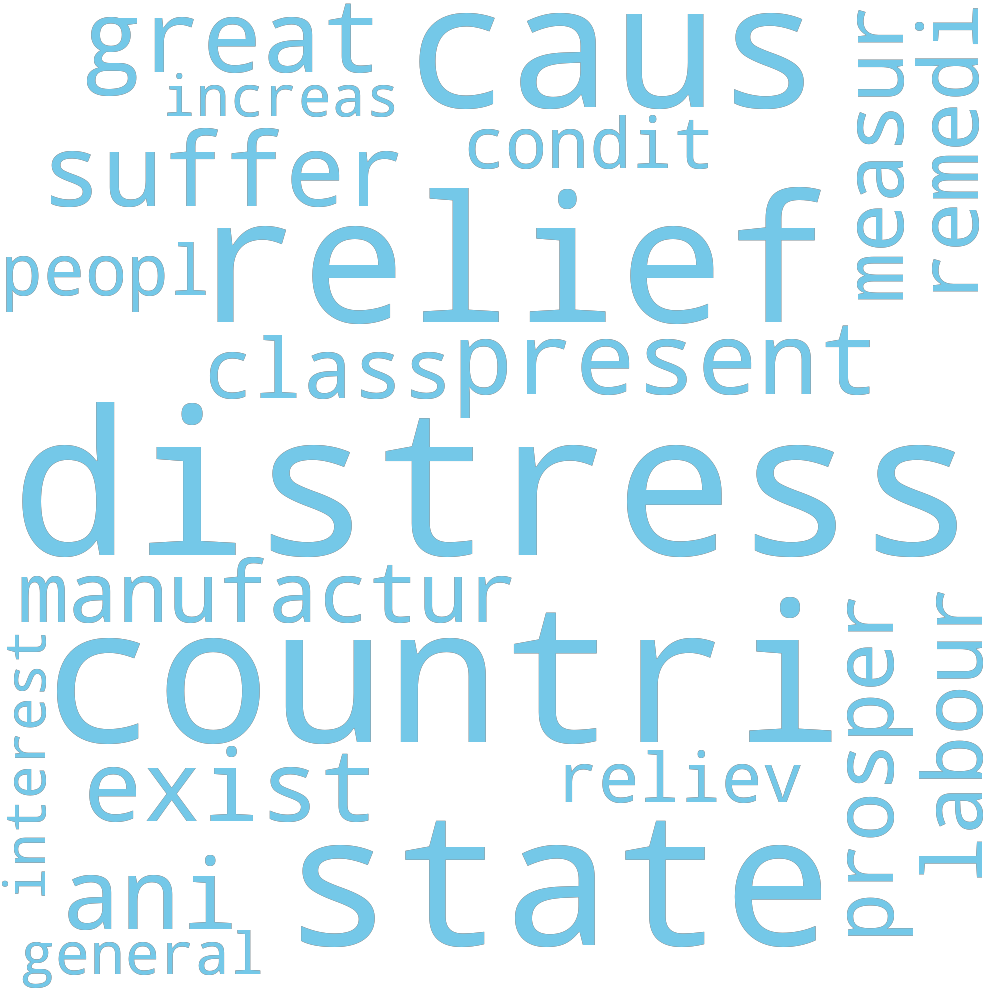 great
caus
measur
remedi
increas
condit
suffer
relief
peopl
class
present
distress
manufactur
countri
interest
prosper
labour
exist
reliev
state
ani
general